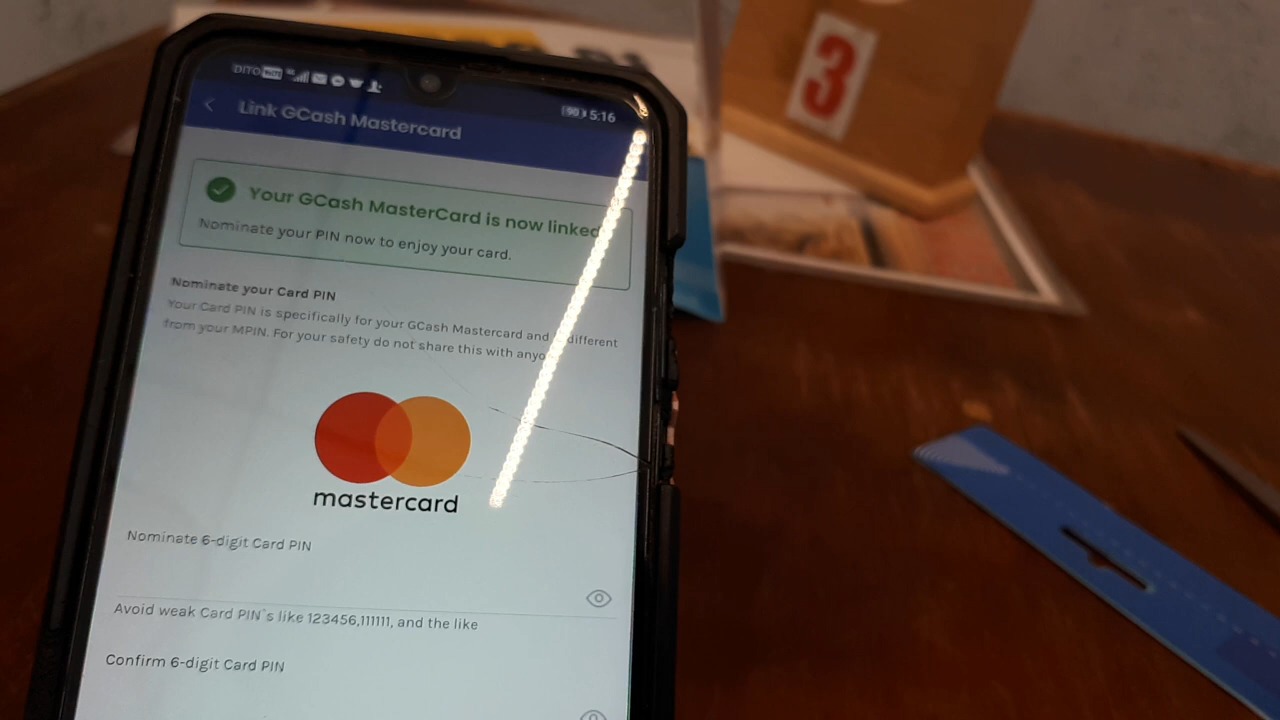 DITO
90 5:16
Link GCash Mastercard
Your GCash MasterCard is now linked
Nominate your PIN now to enjoy your card.
Nominate your Card PIN
Your Card PIN is specifically for your GCash Mastercard and different
from your MPIN. For your safety do not share this with anyo
mastercard
Nominate 6-digit Card PIN
Avoid weak Card PIN`s like 123456,111111, and the like
Confirm 6-digit Card PIN
3